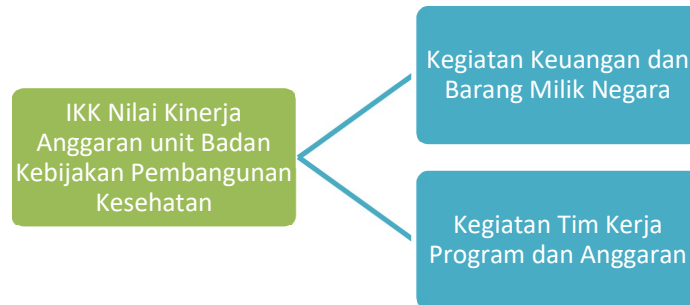 IKK Nilai Kinerja
Anggaran unit Badan
Kebijakan Pembangunan
Kesehatan
Kegiatan Keuangan dan
Barang Milik Negara
Kegiatan Tim Kerja
Program dan Anggaran